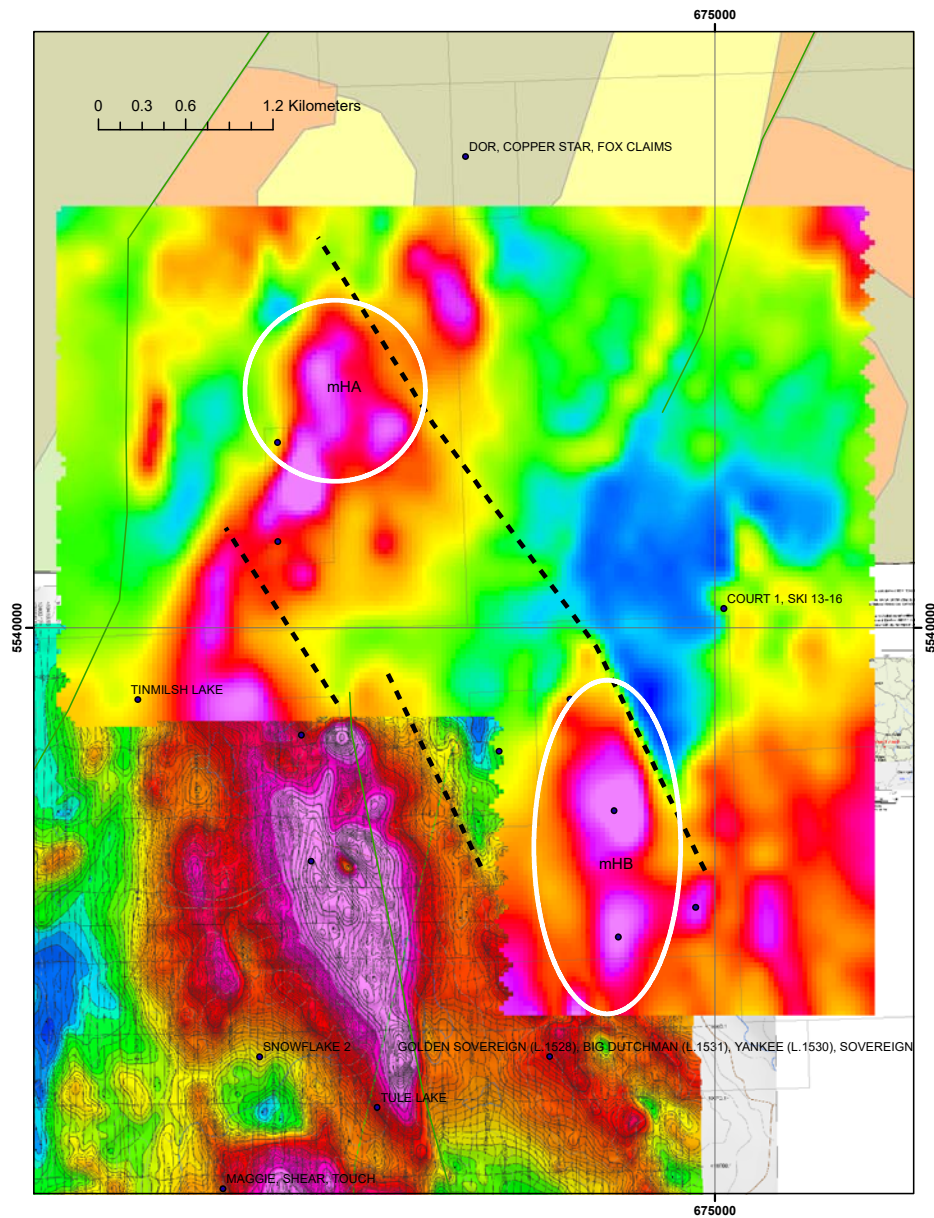 675000
0 0.3 0.6 1.2 Kilometers
DOR, COPPER STAR, FOX CLAIMS
mHA
COURT 1, SKI 13-16
5540000
5540000
TINMILSH LAKE
mHB
SNOWFLAKE 2
GOLDEN SOVEREIGN (L.1528), BIG DUTCHMAN (L.1531), YANKEE (L.1530), SOVEREIGN
TULE LAKE
MAGGIE, SHEAR, TOUCH
675000